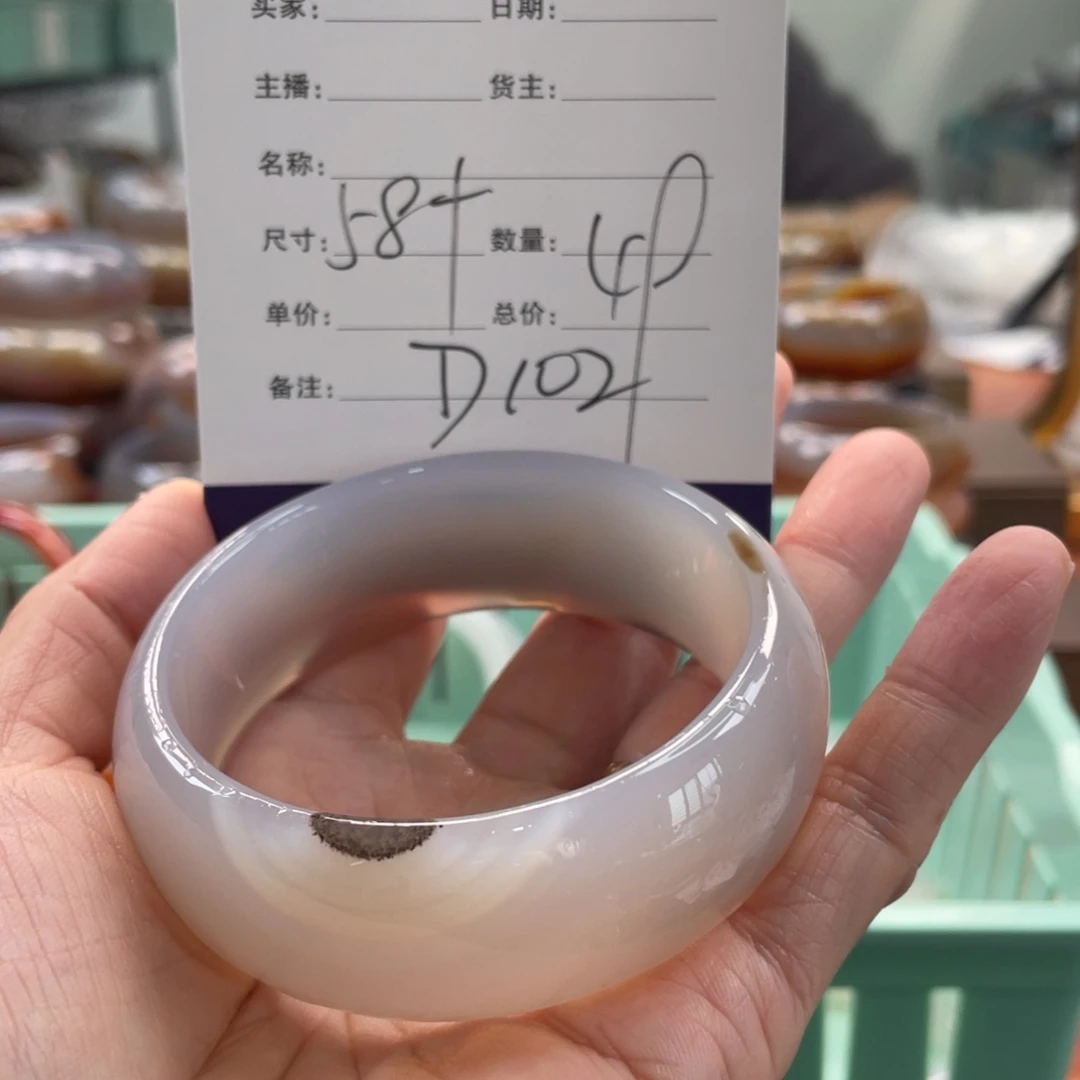 买家: 日期:
主播: 货主:
名称:
尺寸: 58+ 数量:
单价: 总价:
备注: D102